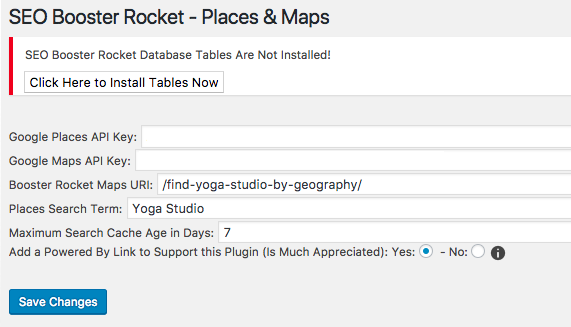 SEO Booster Rocket - Places & Maps
SEO Booster Rocket Database Tables Are Not Installed!
Click Here to Install Tables Now
Google Places API Key:
Google Maps API Key:
Booster Rocket Maps URI: /find-yoga-studio-by-geography/
Places Search Term: Yoga Studio
Maximum Search Cache Age in Days: 7
Add a Powered By Link to Support this Plugin (Is Much Appreciated): Yes: - No: i
Save Changes